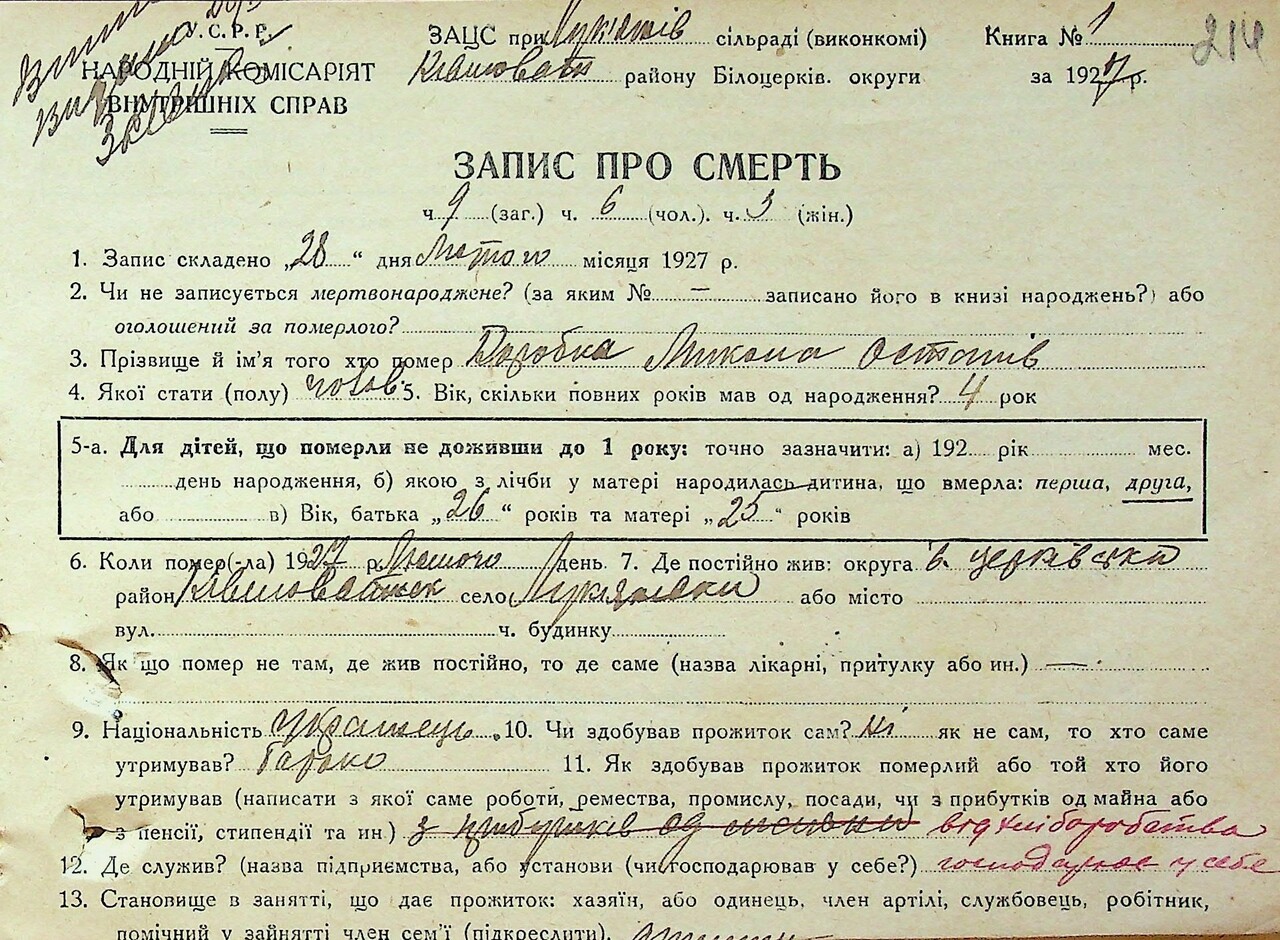 У.С.Р.Р.
НАРОДНІЙ КОМІСАРІЯТ
ВНУТРІШНІХ СПРАВ
ЗАЦС при сільраді (виконкомі)
району Білоцерків. округи
Книга № 1
за 1927 р.
214
ЗАПИС ПРО СМЕРТЬ
ч. 9 (заг.) ч. 6 (чол.). ч. 3 (жін.)
1. Запис складено „28“ дня Лютого місяця 1927 р.
2. Чи не записується мертвонароджене? (за яким № — записано його в книзі народжень?) або
оголошений за померлого?
3. Прізвище й ім'я того хто помер Микола Остапів
4. Якої стати (полу) чолов. 5. Вік, скільки повних років мав од народження? 4 рок
5-а. Для дітей, що померли не доживши до 1 року: точно зазначити: а) 192 рік мес.
день народження, б) якою з лічби у матері народилась дитина, що вмерла: перша, друга,
або в) Вік, батька „26“ років та матері „25“ років
6. Коли помер(-ла) 1927 р. Лютого день 7. Де постійно жив: округа Б. церківськ
район село або місто
вул. ч. будинку
8. Як що помер не там, де жив постійно, то де саме (назва лікарні, притулку або ин.) —
9. Національність українець. 10. Чи здобував прожиток сам? ні як не сам, то хто саме
утримував? батько 11. Як здобував прожиток померлий або той хто його
утримував (написати з якої саме роботи, ремества, промислу, посади, чи з прибутків од майна або
з пенсії, стипендії та ин) з прибутків од від хліборобства
12. Де служив? (назва підприємства, або установи (чи господарював у себе?) господарює у себе
13. Становище в занятті, що дає прожиток: хазяїн, або одинець, член артілі, службовець, робітник,
помічний у зайнятті член сем'ї (підкреслити).